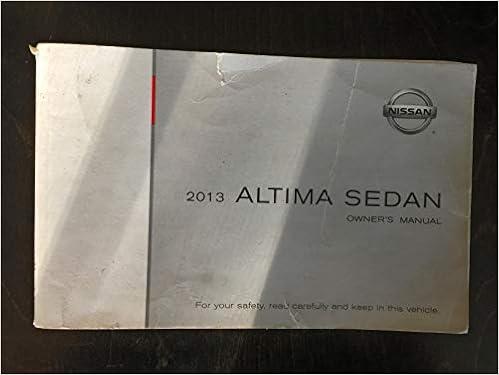 NISSAN
2013 ALTIMA SEDAN
OWNER'S MANUAL
For your safety, read carefully and keep in this vehicle.